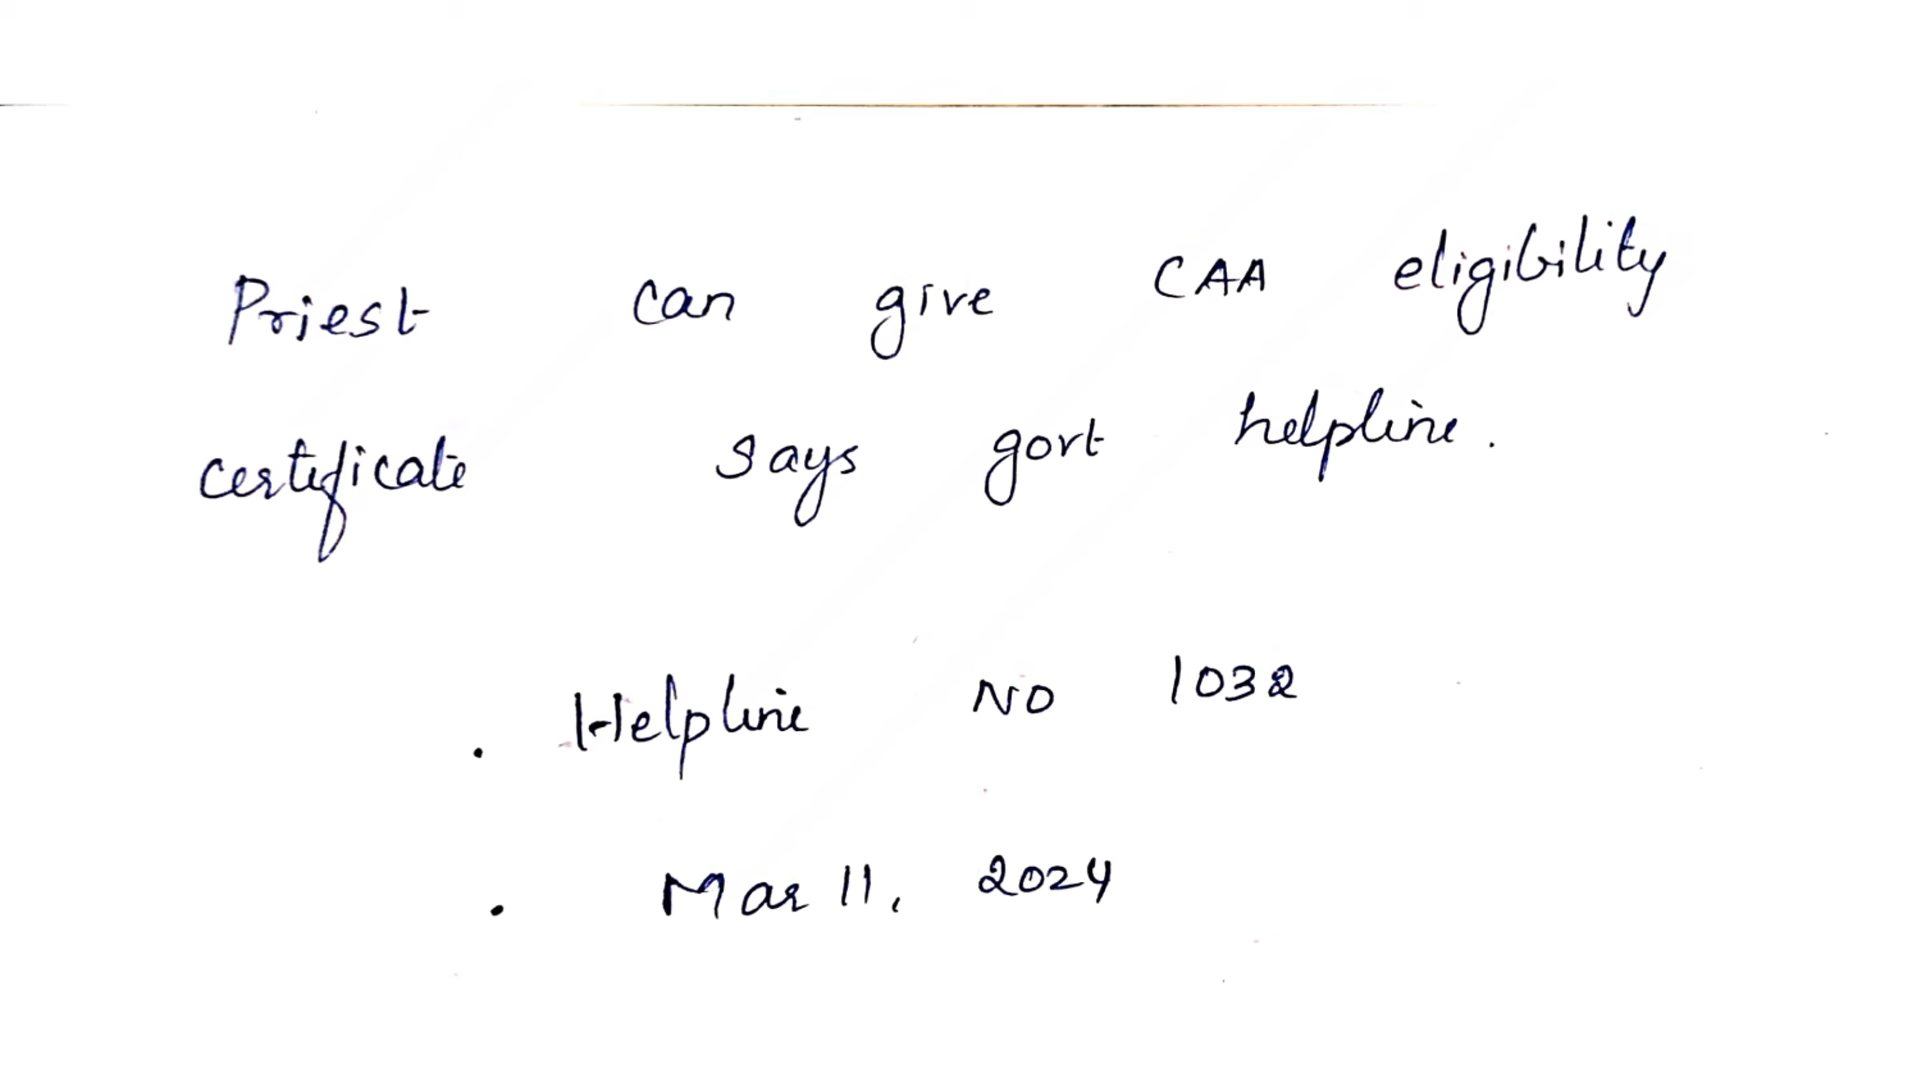 Priest can give CAA eligibility
certificate says govt helpline.
. Helpline NO 1032
. Mar 11, 2024